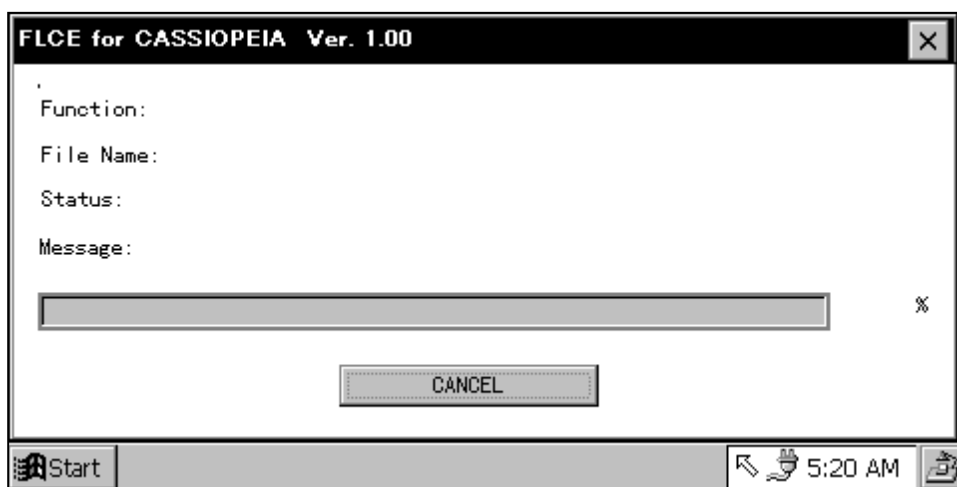 FLCE for CASSIOPEIA Ver. 1.00
Function:
File Name:
Status:
Message:
%
CANCEL
Start 5:20 AM